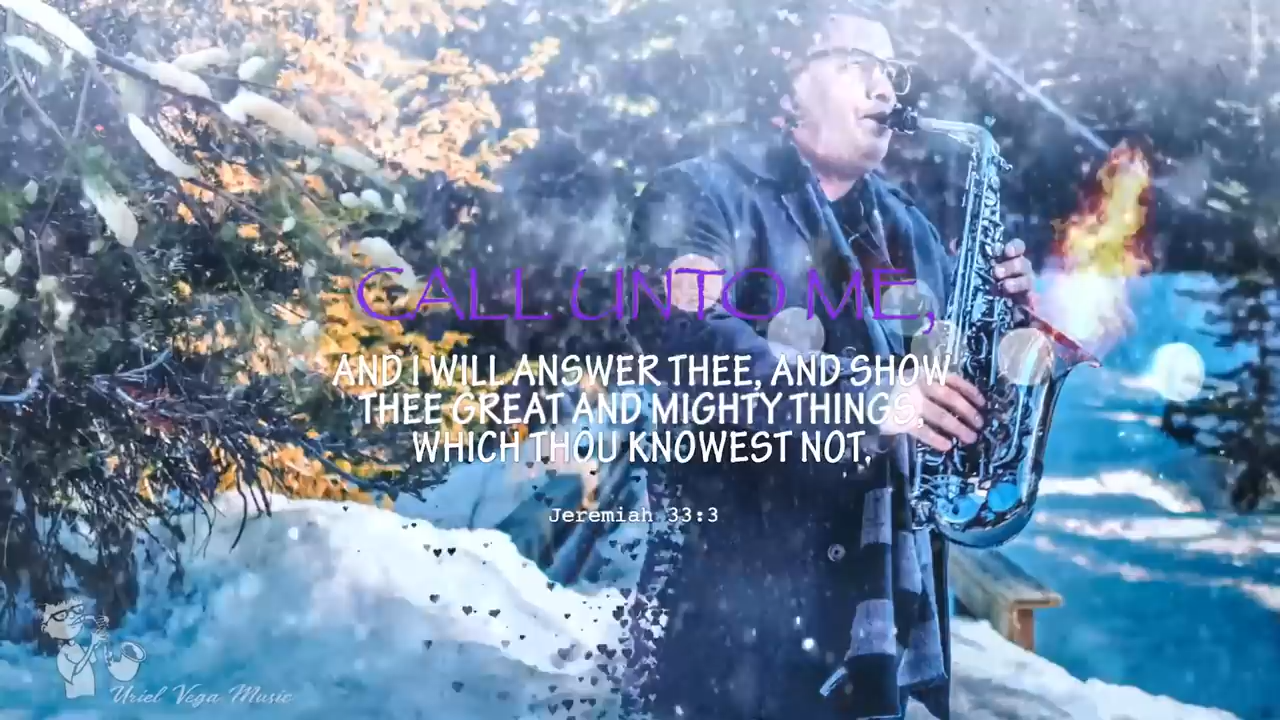 CALL UNTO ME,
AND I WILL ANSWER THEE, AND SHOW
THEE GREAT AND MIGHTY THINGS,
WHICH THOU KNOWEST NOT.
Jeremiah 33:3
Uriel Vega Music